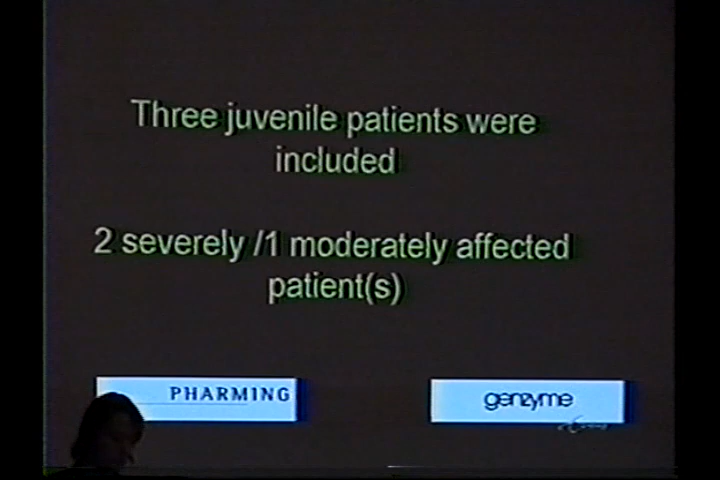 Three juvenile patients were
included
2 severely /1 moderately affected
patient(s)
PHARMING
genzyme